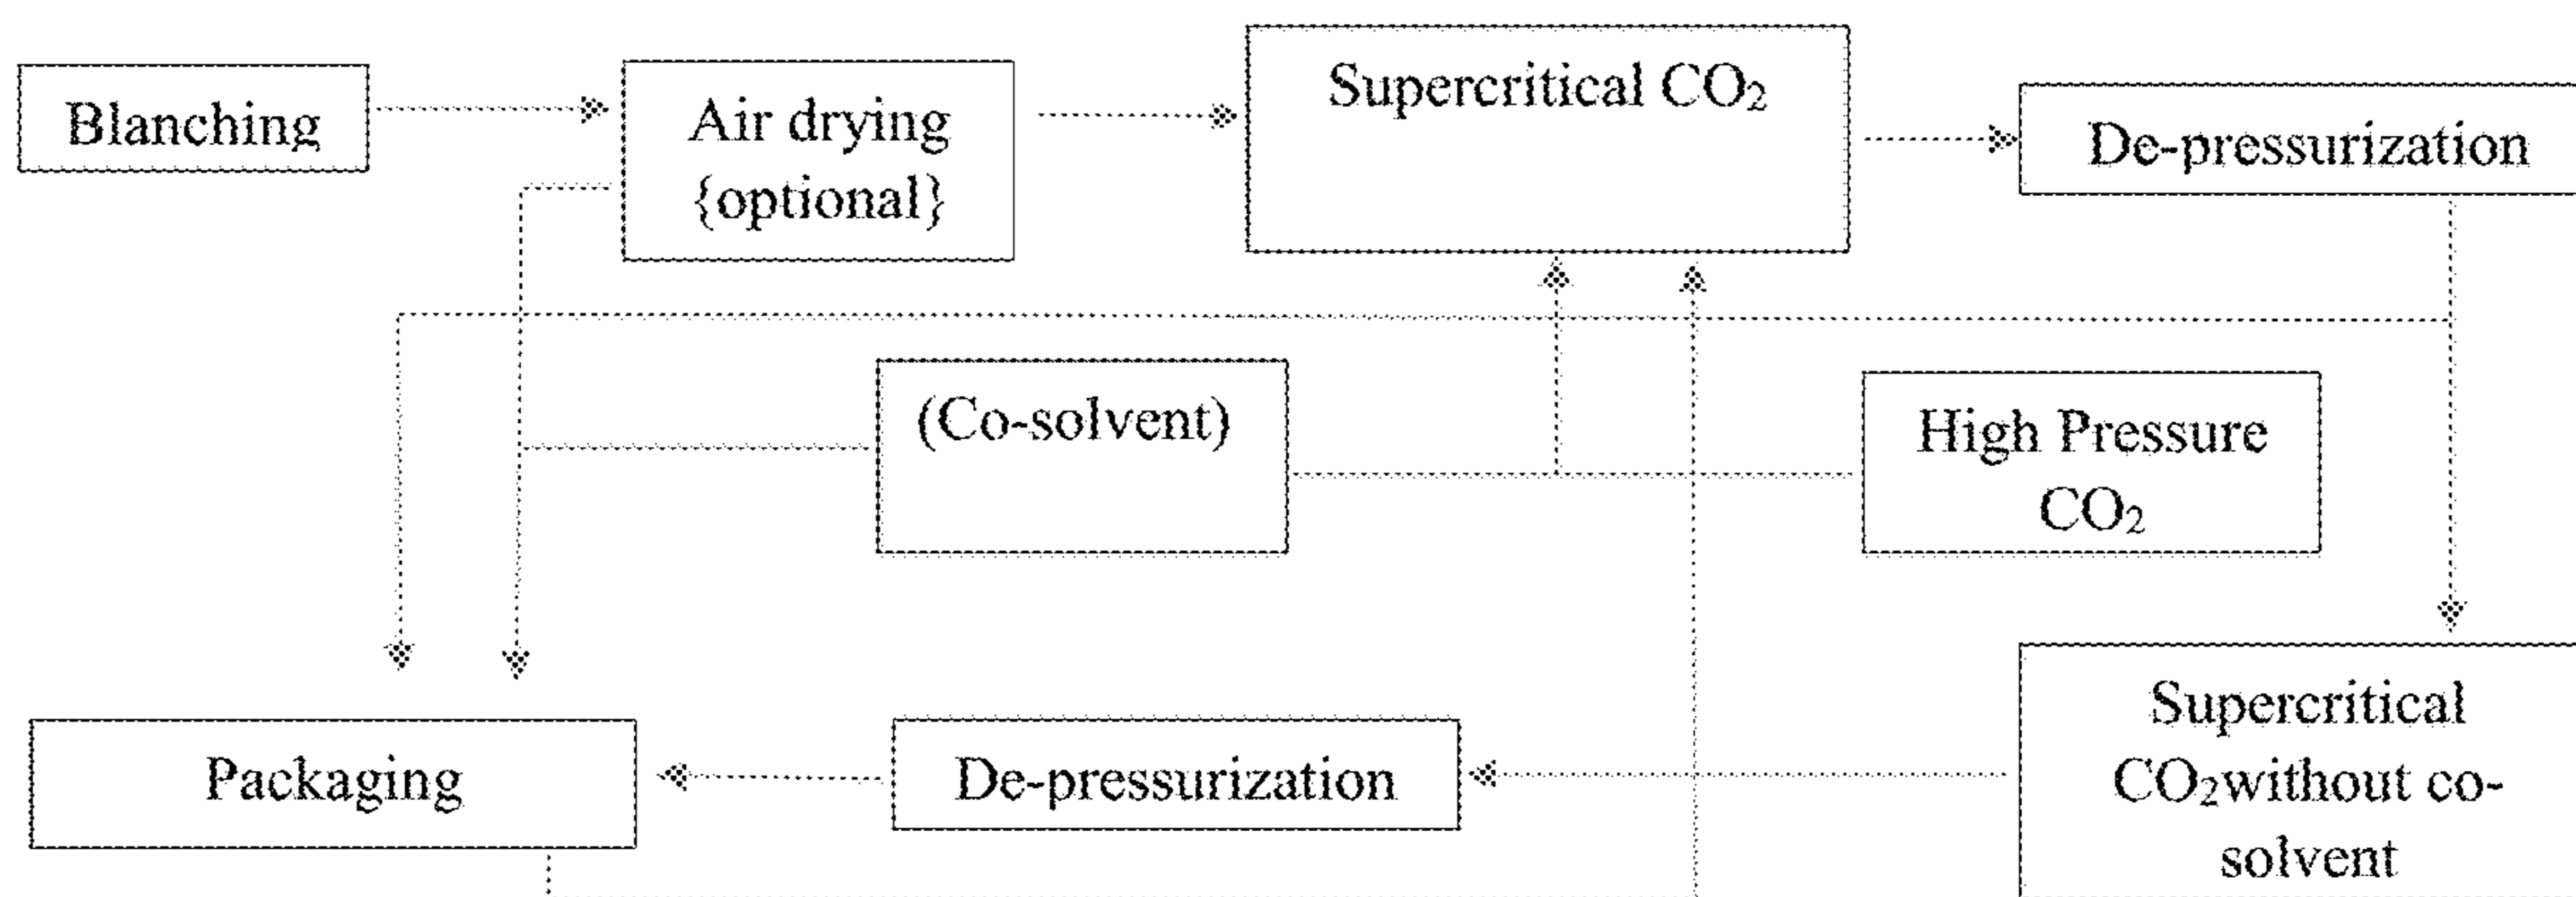 Blanching
Air drying
{optional}
Supercritical CO₂
De-pressurization
(Co-solvent)
High Pressure
CO₂
Packaging
De-pressurization
Supercritical
CO₂without co-
solvent